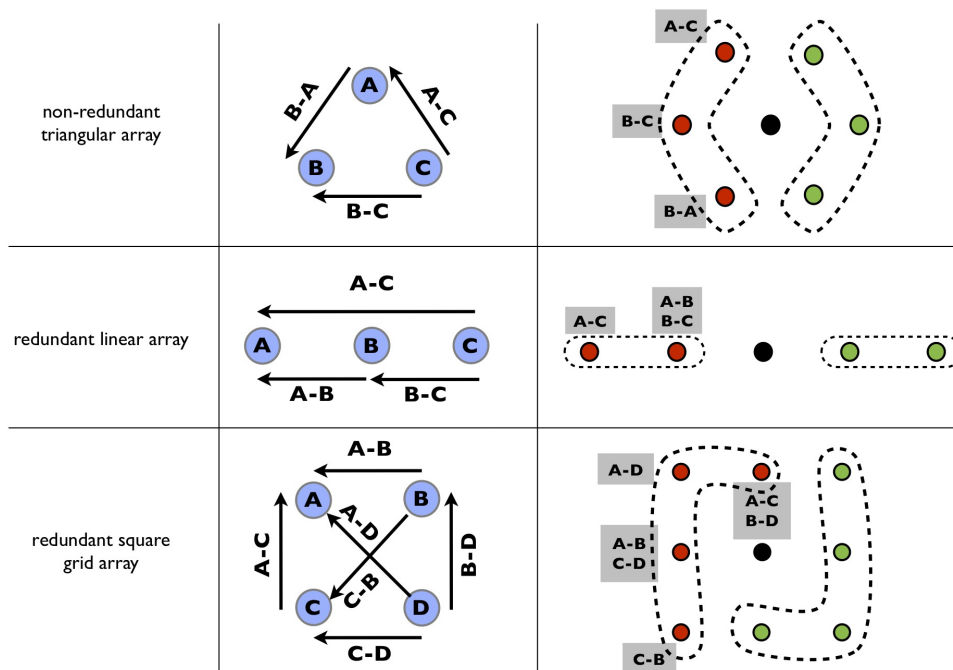 non-redundant
triangular array
A
B
C
B-A
A-C
B-C
A-C
B-C
B-A
redundant linear array
A-C
A
B
C
A-B
B-C
A-C
A-B
B-C
redundant square
grid array
A-B
A
B
A-C
A-D
B-D
C-B
C
D
C-D
A-D
A-C
B-D
A-B
C-D
C-B